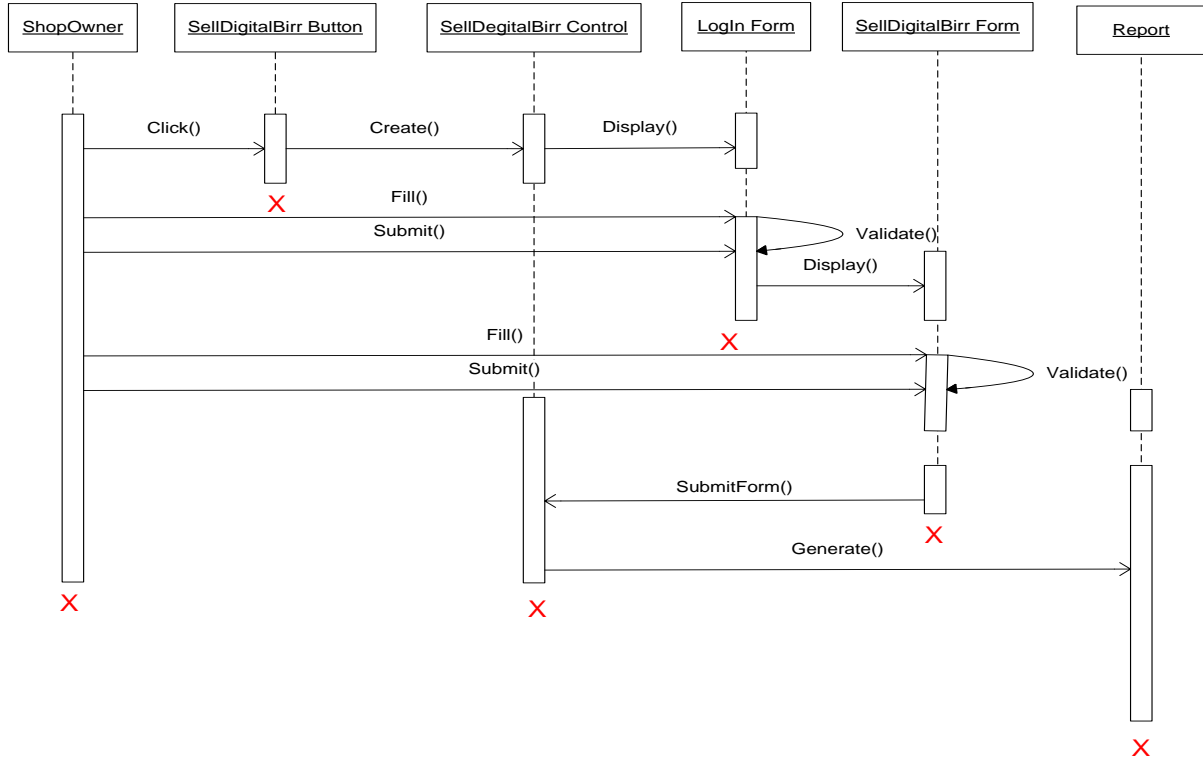 ShopOwner
SellDigitalBirr Button
SellDegitalBirr Control
LogIn Form
SellDigitalBirr Form
Report
Click()
Create()
Display()
X
Fill()
Submit()
Validate()
Display()
X
Fill()
Submit()
Validate()
SubmitForm()
X
Generate()
X
X
X